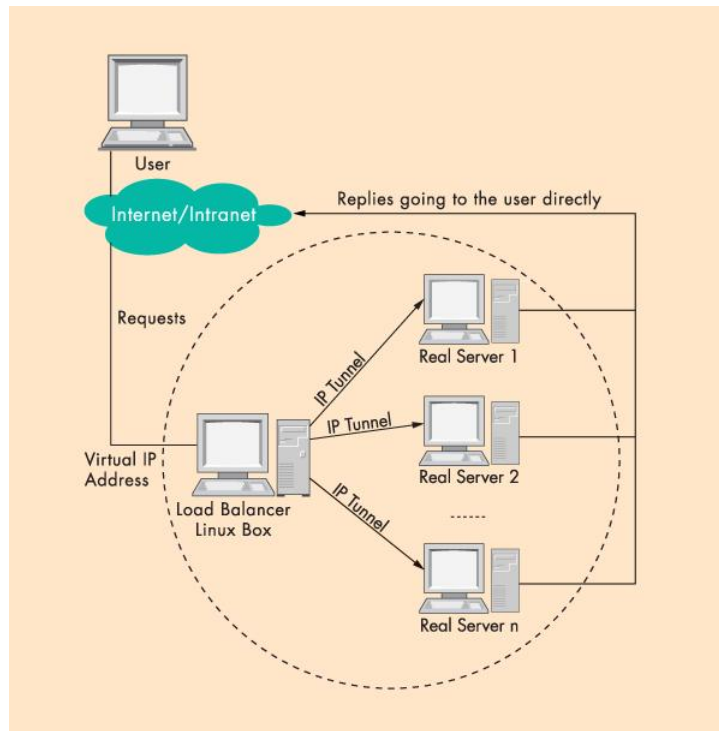 User
Internet/Intranet
Replies going to the user directly
Requests
Real Server 1
IP Tunnel
IP Tunnel
Real Server 2
Virtual IP
Address
IP Tunnel
Load Balancer
Linux Box
Real Server n